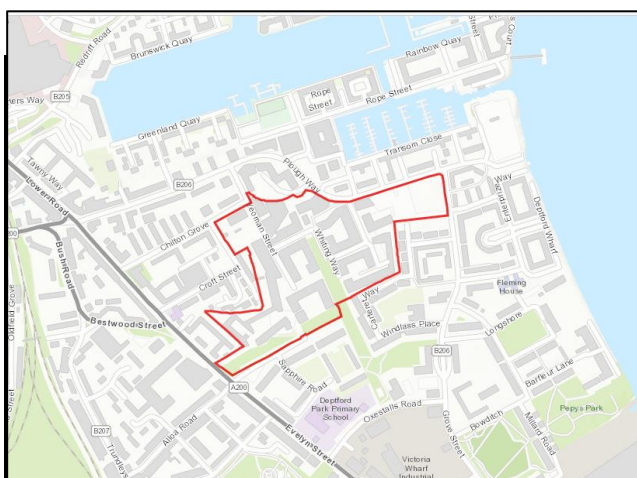 Redriff Road
Brunswick Quay
Rainbow Quay
Street
s Court
B205
ners Way
Rope
Street
Rope Street
Greenland Quay
Transom Close
Tawny Way
Lower Road
B206
Plough Way
Way
Enterprize
Deptford Wharf
Yeoman Street
Chilton Grove
Whiting Way
Bush Road
Croft Street
Oldfield Grove
Bestwood Street
Way
Carteret
Fleming
House
Windlass Place
Longshore
B206
A200
Sapphire Road
Barfleur Lane
Deptford
Park Primary
School
Oxestalls Road
Pepys Park
B207
Trundleys
Alloa Road
Evelyn Street
Grove Street
Bowditch
Millard Road
Victoria
Wharf
Industrial